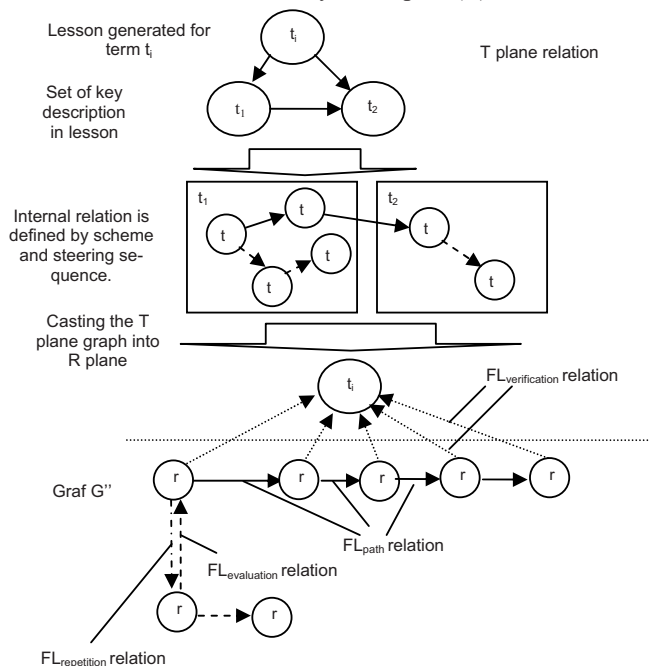 Lesson generated for
term tᵢ
tᵢ
T plane relation
Set of key
description
in lesson
t₁
t₂
t₁
t₂
t
t
t
t
t
t
Internal relation is
defined by scheme
and steering se-
quence.
Casting the T
plane graph into
R plane
tᵢ
FLverification relation
Graf G''
r
r
r
r
r
FLpath relation
FLevaluation relation
r
r
FLrepetition relation